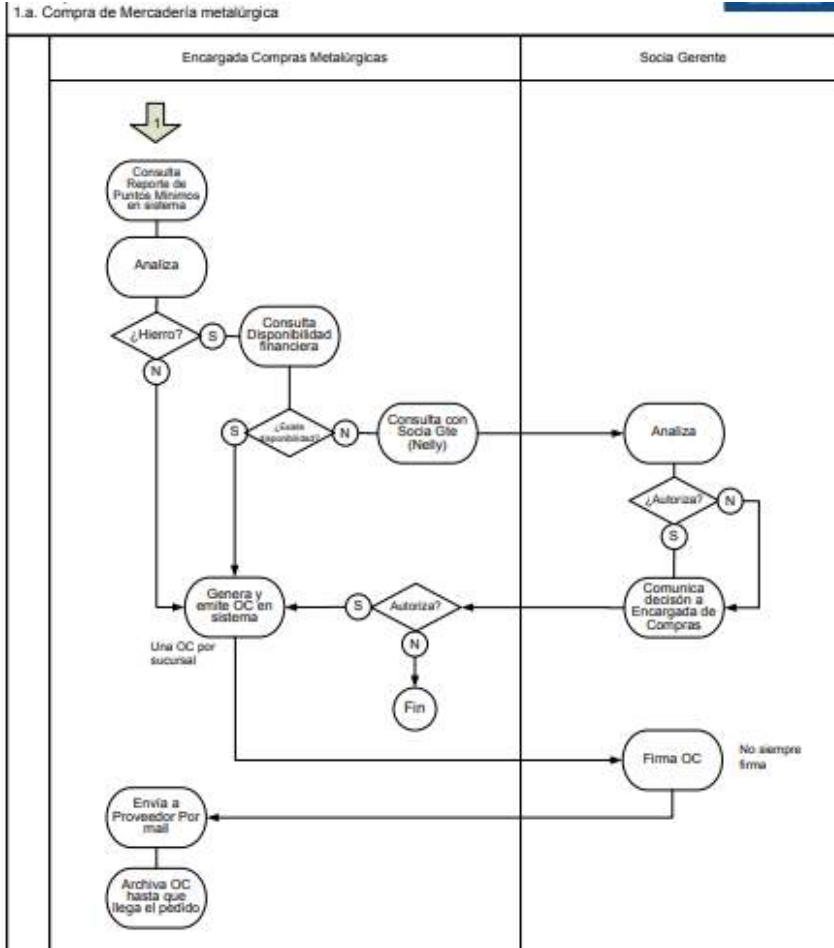 1.a. Compra de Mercadería metalúrgica
Encargada Compras Metalúrgicas
Socia Gerente
1
Consulta
Reporte de
Puntos Mínimos
en sistema
Analiza
¿Hierro?
S
N
Consulta
Disponibilidad
financiera
¿Existe
disponibilidad?
S
N
Consulta con
Socia Gte
(Nelly)
Analiza
¿Autoriza?
N
S
Comunica
decisón a
Encargada de
Compras
Autoriza?
S
N
Fin
Genera y
emite OC en
sistema
Una OC por
sucursal
Firma OC
No siempre
firma
Envía a
Proveedor Por
mail
Archiva OC
hasta que
llega el pedido